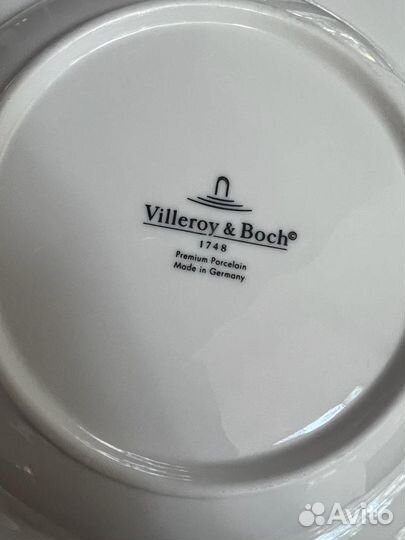 Villeroy & Boch©
1748
Premium Porcelain
Made in Germany
Avito